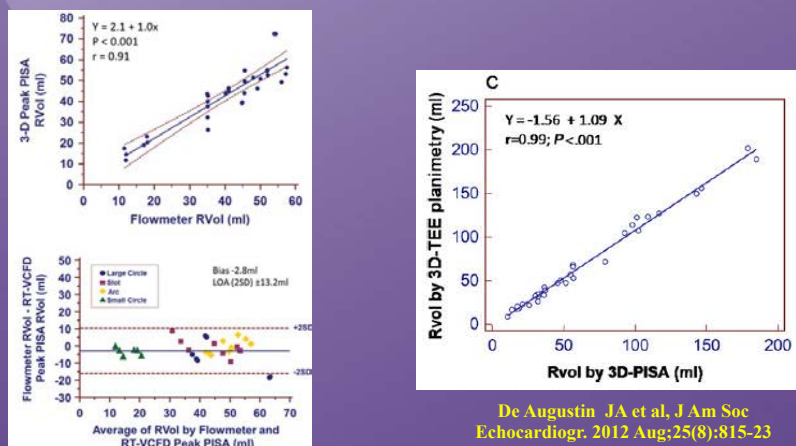 80
70
60
50
40
30
20
10
0
3-D Peak PISA
RVol (ml)
Y = 2.1 + 1.0x
P < 0.001
r = 0.91
0 10 20 30 40 50 60
Flowmeter RVol (ml)
50
40
30
20
10
0
-10
-20
-30
Flowmeter RVol - RT-VCFD
Peak PISA RVol (ml)
Large Circle
Slot
Arc
Small Circle
Bias -2.8ml
LOA (2SD) ±13.2ml
+2SD
-2SD
0 10 20 30 40 50 60 70
Average of RVol by Flowmeter and
RT-VCFD Peak PISA (ml)
C
250
200
150
100
50
0
Rvol by 3D-TEE planimetry (ml)
Y = -1.56 + 1.09 X
r=0.99; P<.001
0 50 100 150 200
Rvol by 3D-PISA (ml)
De Augustin JA et al, J Am Soc
Echocardiogr. 2012 Aug;25(8):815-23